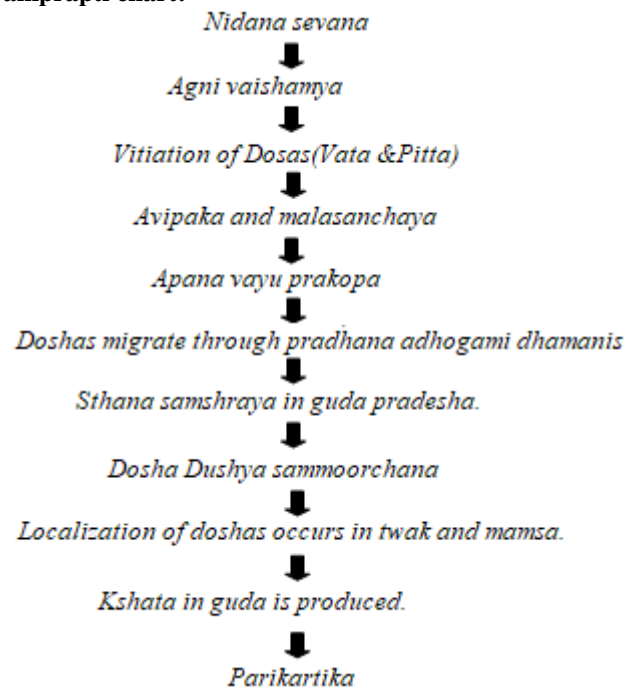 Nidana sevana
Agni vaishamya
Vitiation of Dosas(Vata &Pitta)
Avipaka and malasanchaya
Apana vayu prakopa
Doshas migrate through pradhana adhogami dhamanis
Sthana samshraya in guda pradesha.
Dosha Dushya sammoorchana
Localization of doshas occurs in twak and mamsa.
Kshata in guda is produced.
Parikartika